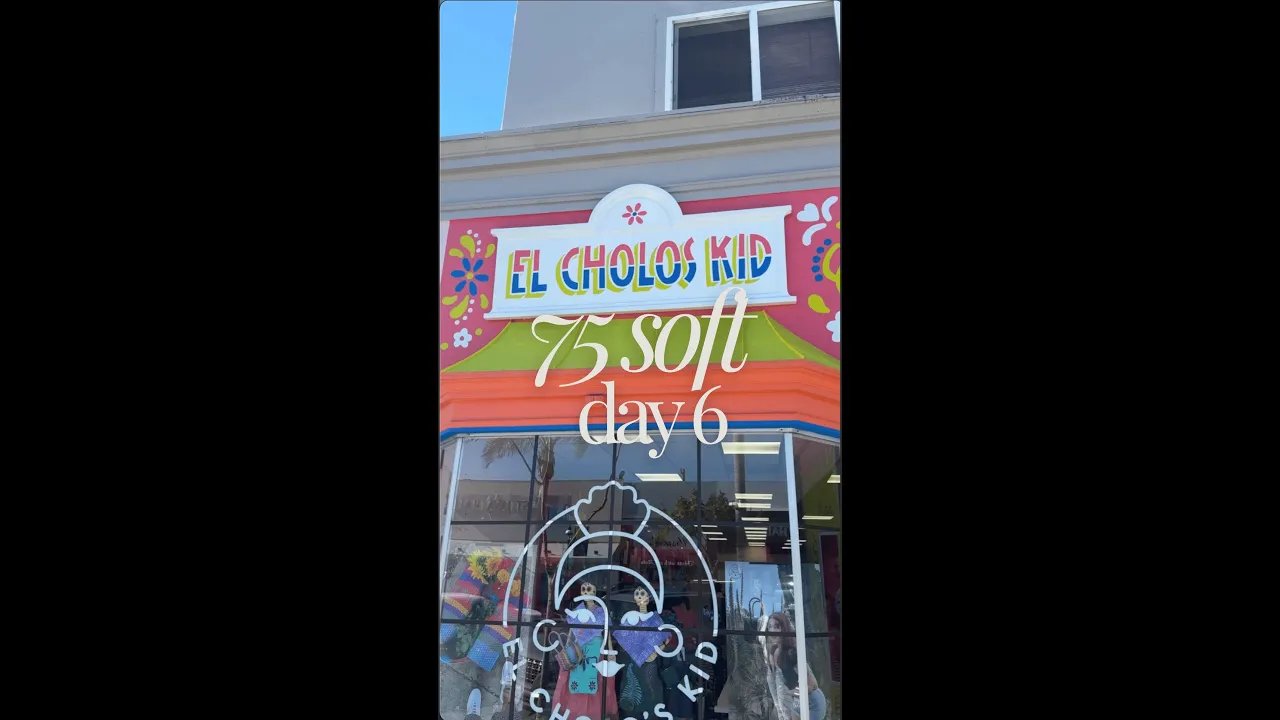 EL CHOLOS KID
75 soft
day 6
EL CHOLO'S KID